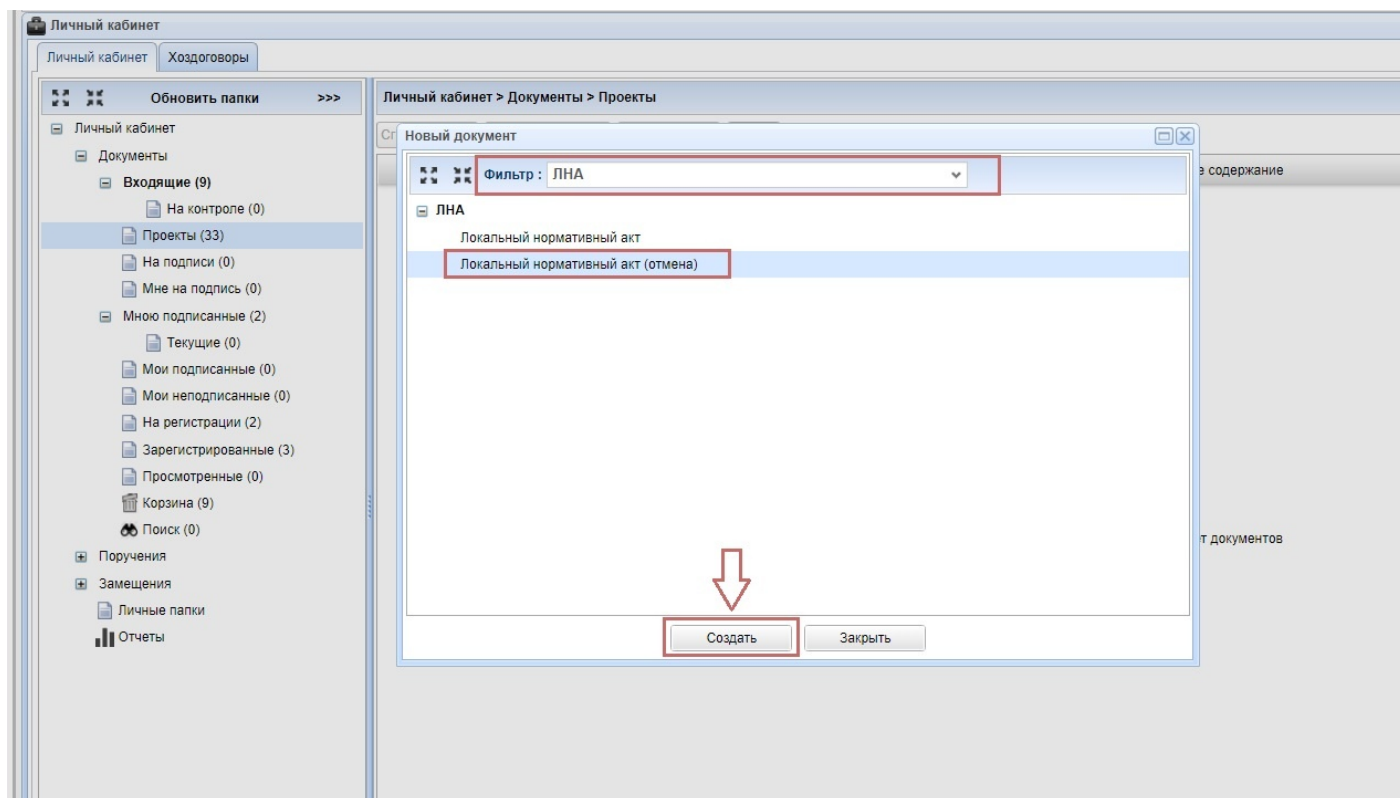 Личный кабинет
Личный кабинет
Хоздоговоры
Обновить папки >>>
Личный кабинет > Документы > Проекты
Личный кабинет
Документы
Входящие (9)
На контроле (0)
Проекты (33)
На подписи (0)
Мне на подпись (0)
Мною подписанные (2)
Текущие (0)
Мои подписанные (0)
Мои неподписанные (0)
На регистрации (2)
Зарегистрированные (3)
Просмотренные (0)
Корзина (9)
Поиск (0)
Поручения
Замещения
Личные папки
Отчеты
Новый документ
Фильтр : ЛНА
ЛНА
Локальный нормативный акт
Локальный нормативный акт (отмена)
Создать
Закрыть
содержание
документов